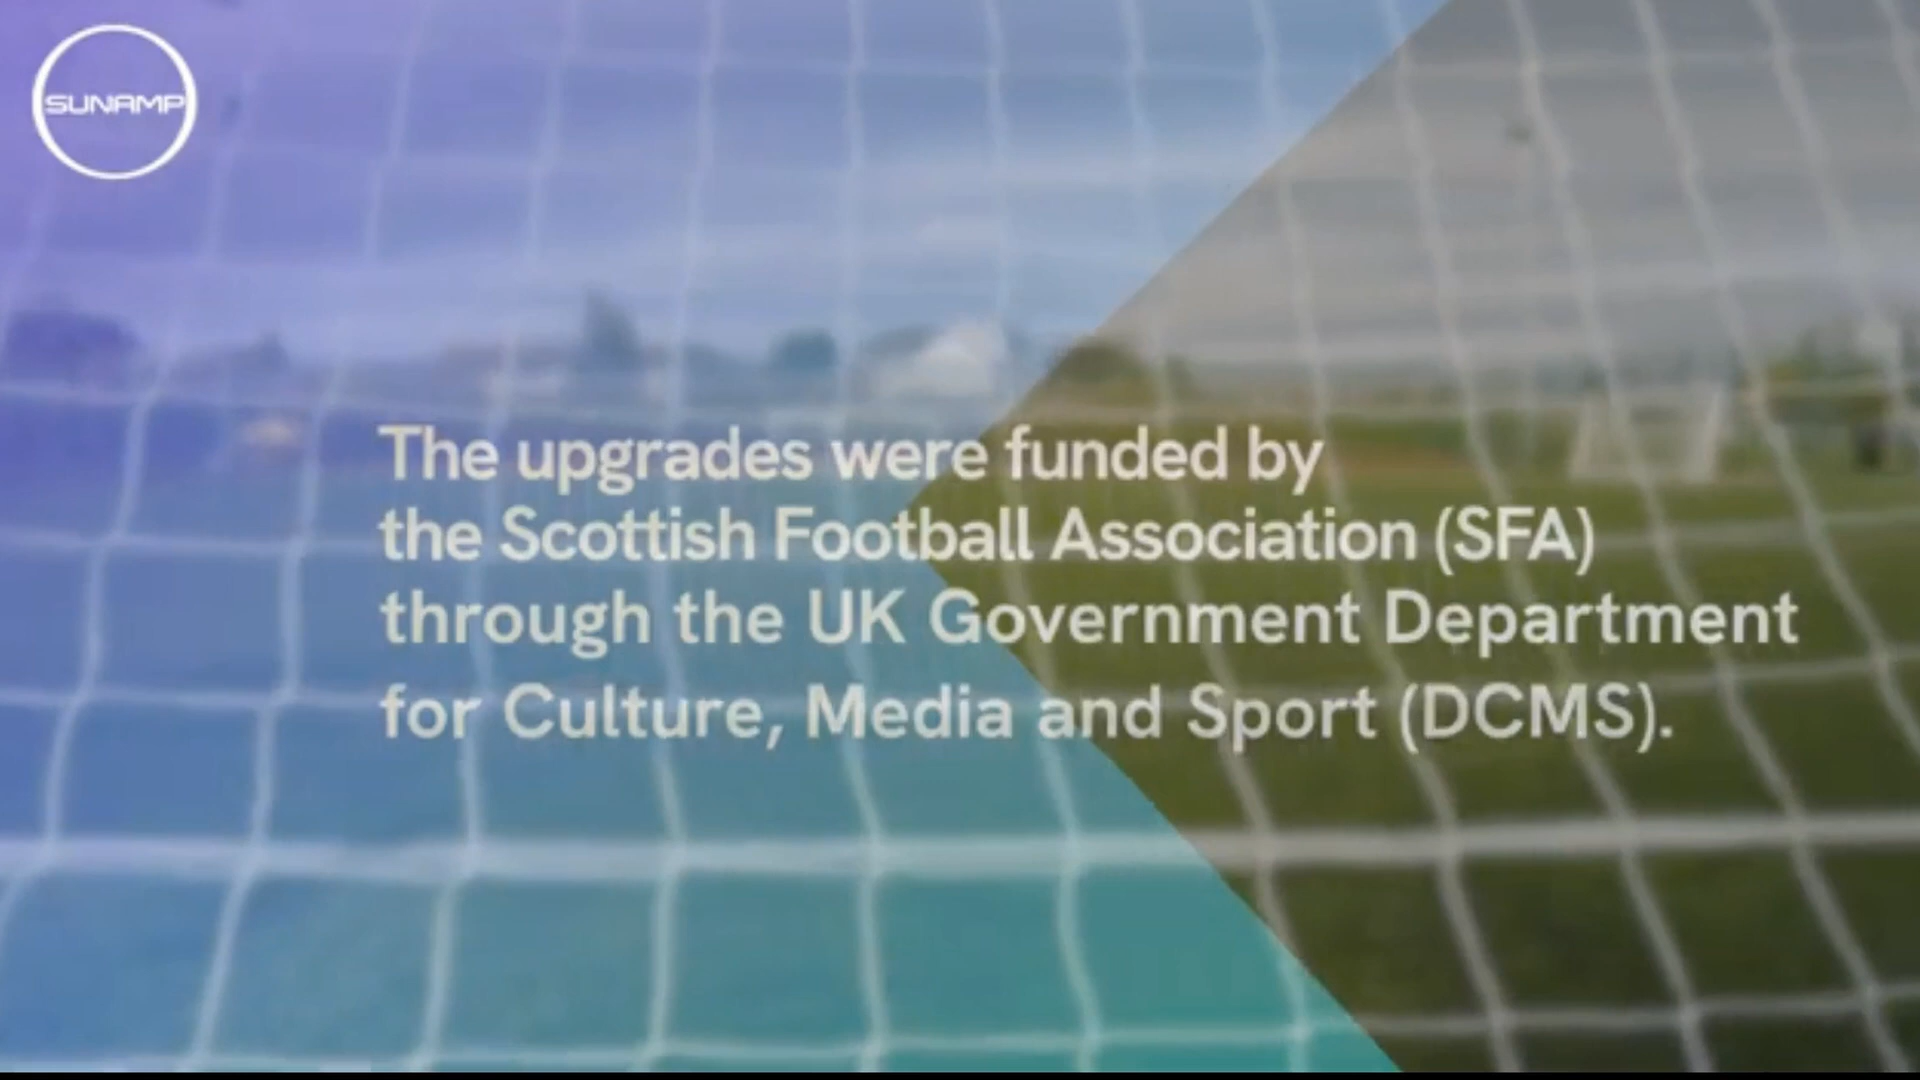 SUNAMP
The upgrades were funded by
the Scottish Football Association (SFA)
through the UK Government Department
for Culture, Media and Sport (DCMS).